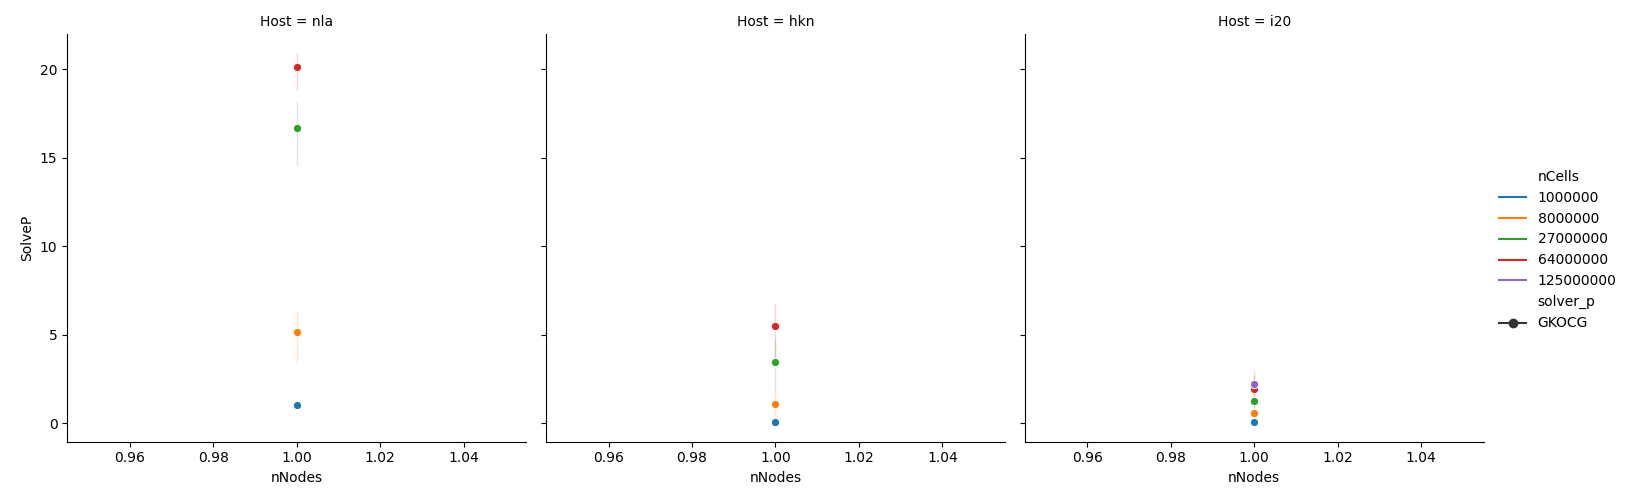 Host = nla
Host = hkn
Host = i20
20
15
10
5
0
SolveP
0.96 0.98 1.00 1.02 1.04
0.96 0.98 1.00 1.02 1.04
0.96 0.98 1.00 1.02 1.04
nNodes
nNodes
nNodes
nCells
1000000
8000000
27000000
64000000
125000000
solver_p
GKOCG